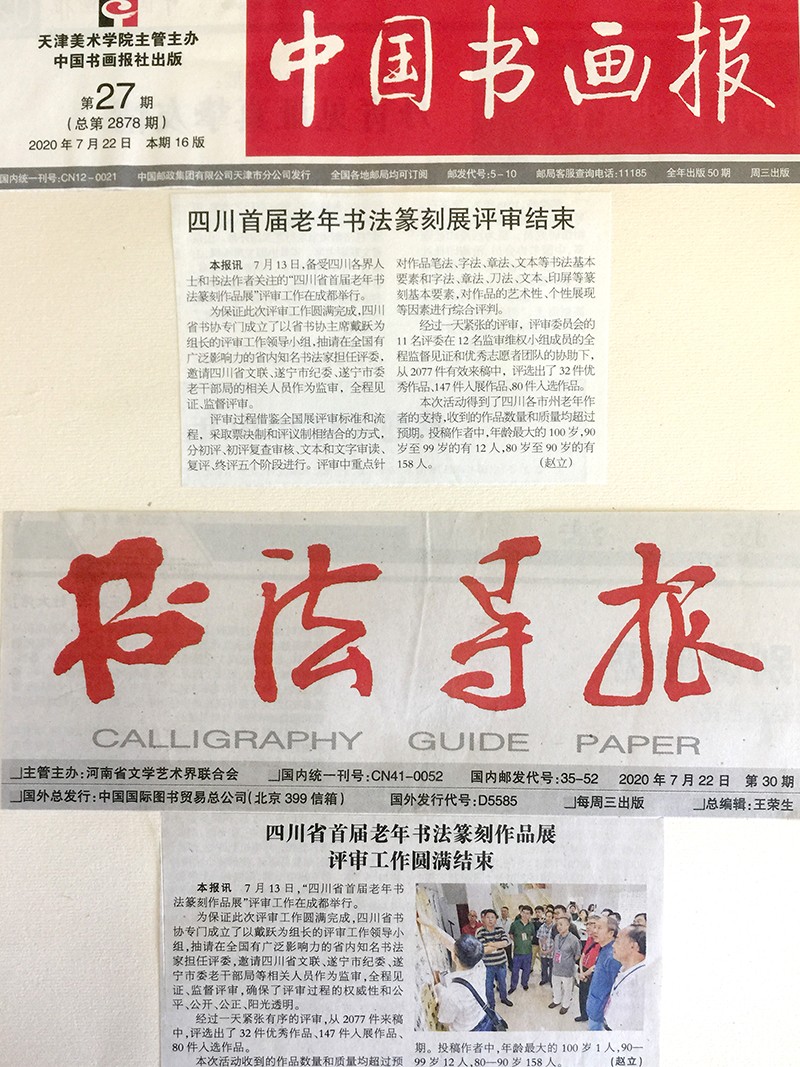 天津美术学院主管主办
中国书画报社出版
第27期
(总第2878期)
2020年7月22日 本期16版
中国书画报
国内统一刊号:CN12-0021 中国邮政集团有限公司天津市分公司发行 全国各地邮局均可订阅 邮发代号:5-10 邮局客服查询电话:11185 全年出版50期 周三出版
四川首届老年书法篆刻展评审结束
本报讯 7月13日,备受四川各界人
士和书法作者关注的“四川省首届老年书
法篆刻作品展”评审工作在成都举行。
为保证此次评审工作圆满完成,四川
省书协专门成立了以省书协主席戴跃为
组长的评审工作领导小组,抽请在全国有
广泛影响力的省内知名书法家担任评委,
邀请四川省文联、遂宁市纪委、遂宁市委
老干部局的相关人员作为监审,全程见
证、监督评审。
评审过程借鉴全国展评审标准和流
程,采取票决制和评议制相结合的方式,
分初评、初评复查审核、文本和文字审读、
复评、终评五个阶段进行。评审中重点针
对作品笔法、字法、章法、文本等书法基本
要素和字法、章法、刀法、文本、印屏等篆
刻基本要素,对作品的艺术性、个性展现
等因素进行综合评判。
经过一天紧张的评审,评审委员会的
11名评委在12名监审维权小组成员的全
程监督见证和优秀志愿者团队的协助下,
从2077件有效来稿中,评选出了32件优
秀作品、147件入展作品、80件入选作品。
本次活动得到了四川各市州老年作者
的支持,收到的作品数量和质量均超过
预期。投稿作者中,年龄最大的100岁,90
岁至99岁的有12人,80岁至90岁的有
158人。 (赵立)
书法导报
CALLIGRAPHY GUIDE PAPER
主管主办:河南省文学艺术界联合会 国内统一刊号:CN41-0052 国内邮发代号:35-52 2020年7月22日 第30期
国外总发行:中国国际图书贸易总公司(北京399信箱) 国外发行代号:D5585 每周三出版 总编辑:王荣生
四川省首届老年书法篆刻作品展
评审工作圆满结束
本报讯 7月13日,“四川省首届老年书
法篆刻作品展”评审工作在成都举行。
为保证此次评审工作圆满完成,四川省书
协专门成立了以戴跃为组长的评审工作领导小
组,抽请在全国有广泛影响力的省内知名书法
家担任评委,邀请四川省文联、遂宁市纪委、遂
宁市委老干部局等相关人员作为监审,全程见
证、监督评审,确保了评审过程的权威性和公
平、公开、公正、阳光透明。
经过一天紧张有序的评审,从2077件来稿
中,评选出了32件优秀作品、147件入展作品、
80件入选作品。
本次活动收到的作品数量和质量均超过预
期。投稿作者中,年龄最大的100岁1人,90—
99岁12人,80—90岁158人。 (赵立)